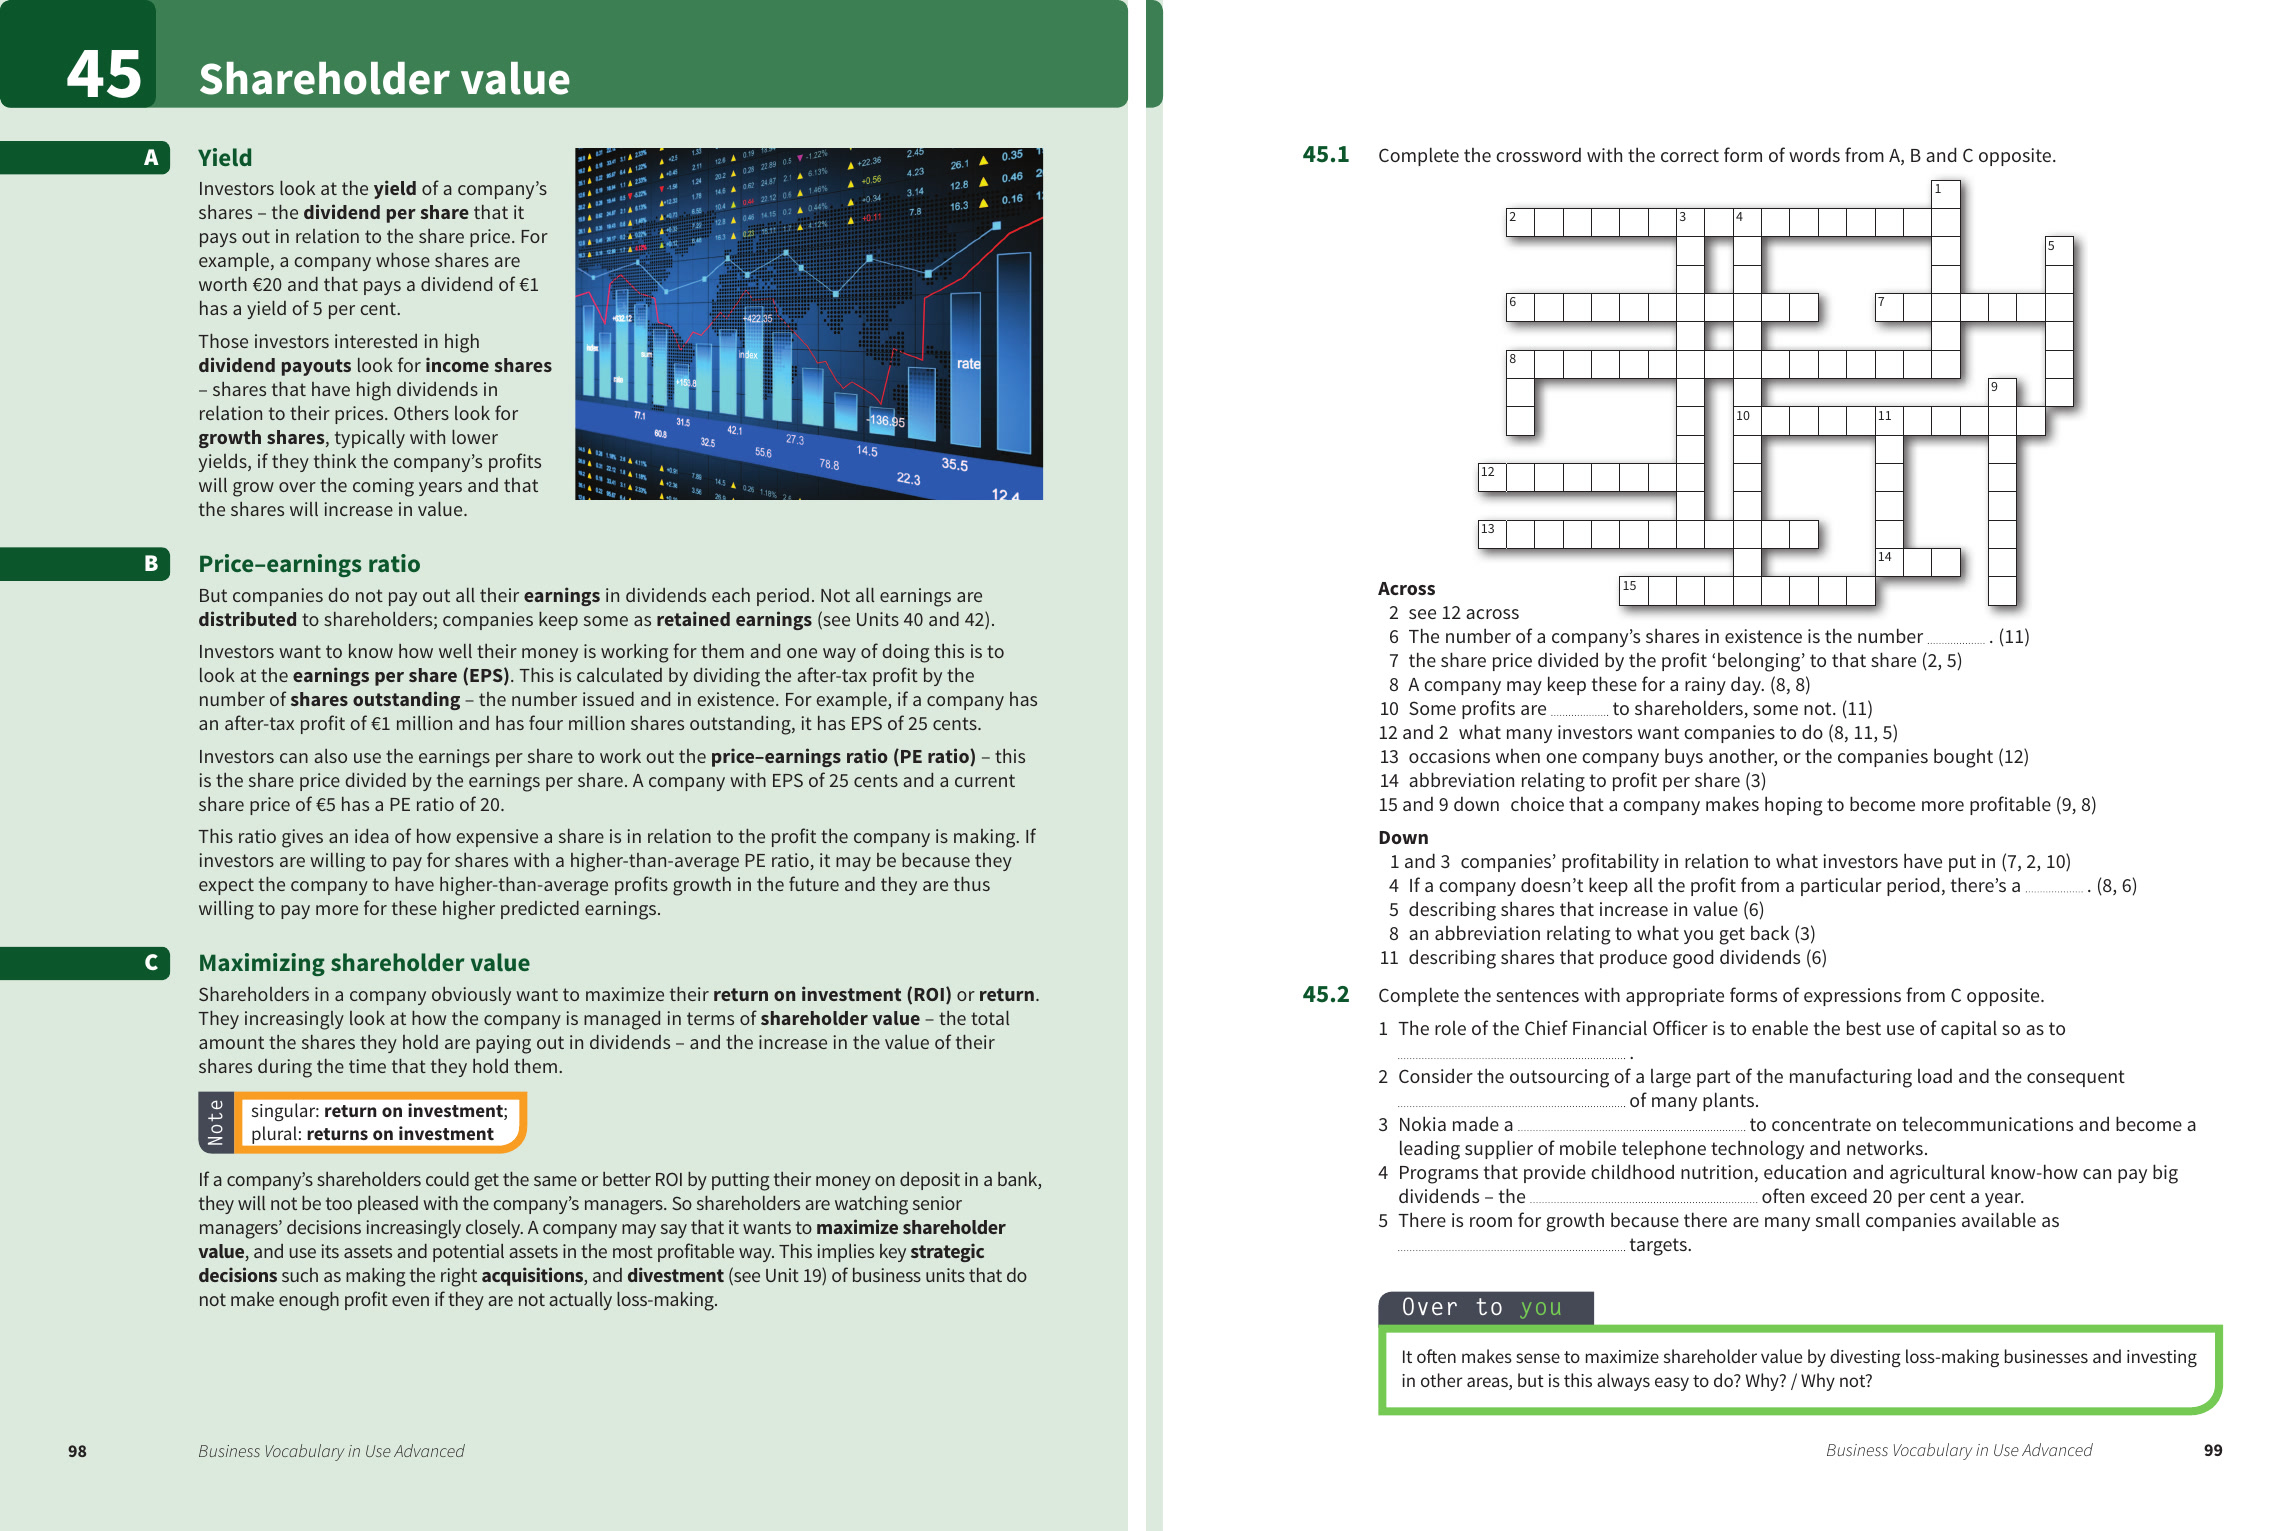 45
Shareholder value
A
Yield
Investors look at the yield of a company’s
shares – the dividend per share that it
pays out in relation to the share price. For
example, a company whose shares are
worth €20 and that pays a dividend of €1
has a yield of 5 per cent.
Those investors interested in high
dividend payouts look for income shares
– shares that have high dividends in
relation to their prices. Others look for
growth shares, typically with lower
yields, if they think the company’s profits
will grow over the coming years and that
the shares will increase in value.
+422.35
index
rate
-136.95
77.1
60.8
31.5
32.5
42.1
55.6
27.3
78.8
14.5
22.3
35.5
12.4
B
Price–earnings ratio
But companies do not pay out all their earnings in dividends each period. Not all earnings are
distributed to shareholders; companies keep some as retained earnings (see Units 40 and 42).
Investors want to know how well their money is working for them and one way of doing this is to
look at the earnings per share (EPS). This is calculated by dividing the after-tax profit by the
number of shares outstanding – the number issued and in existence. For example, if a company has
an after-tax profit of €1 million and has four million shares outstanding, it has EPS of 25 cents.
Investors can also use the earnings per share to work out the price–earnings ratio (PE ratio) – this
is the share price divided by the earnings per share. A company with EPS of 25 cents and a current
share price of €5 has a PE ratio of 20.
This ratio gives an idea of how expensive a share is in relation to the profit the company is making. If
investors are willing to pay for shares with a higher-than-average PE ratio, it may be because they
expect the company to have higher-than-average profits growth in the future and they are thus
willing to pay more for these higher predicted earnings.
C
Maximizing shareholder value
Shareholders in a company obviously want to maximize their return on investment (ROI) or return.
They increasingly look at how the company is managed in terms of shareholder value – the total
amount the shares they hold are paying out in dividends – and the increase in the value of their
shares during the time that they hold them.
Note
singular: return on investment;
plural: returns on investment
If a company’s shareholders could get the same or better ROI by putting their money on deposit in a bank,
they will not be too pleased with the company’s managers. So shareholders are watching senior
managers’ decisions increasingly closely. A company may say that it wants to maximize shareholder
value, and use its assets and potential assets in the most profitable way. This implies key strategic
decisions such as making the right acquisitions, and divestment (see Unit 19) of business units that do
not make enough profit even if they are not actually loss-making.
98
Business Vocabulary in Use Advanced
45.1 Complete the crossword with the correct form of words from A, B and C opposite.
1
2 3 4
5
6 7
8
9
10 11
12
13
14
15
Across
2 see 12 across
6 The number of a company’s shares in existence is the number .................. . (11)
7 the share price divided by the profit ‘belonging’ to that share (2, 5)
8 A company may keep these for a rainy day. (8, 8)
10 Some profits are .................. to shareholders, some not. (11)
12 and 2 what many investors want companies to do (8, 11, 5)
13 occasions when one company buys another, or the companies bought (12)
14 abbreviation relating to profit per share (3)
15 and 9 down choice that a company makes hoping to become more profitable (9, 8)
Down
1 and 3 companies’ profitability in relation to what investors have put in (7, 2, 10)
4 If a company doesn’t keep all the profit from a particular period, there’s a .................. . (8, 6)
5 describing shares that increase in value (6)
8 an abbreviation relating to what you get back (3)
11 describing shares that produce good dividends (6)
45.2 Complete the sentences with appropriate forms of expressions from C opposite.
1 The role of the Chief Financial Officer is to enable the best use of capital so as to
.................. .
2 Consider the outsourcing of a large part of the manufacturing load and the consequent
.................. of many plants.
3 Nokia made a .................. to concentrate on telecommunications and become a
leading supplier of mobile telephone technology and networks.
4 Programs that provide childhood nutrition, education and agricultural know-how can pay big
dividends – the .................. often exceed 20 per cent a year.
5 There is room for growth because there are many small companies available as
.................. targets.
Over to you
It often makes sense to maximize shareholder value by divesting loss-making businesses and investing
in other areas, but is this always easy to do? Why? / Why not?
Business Vocabulary in Use Advanced
99